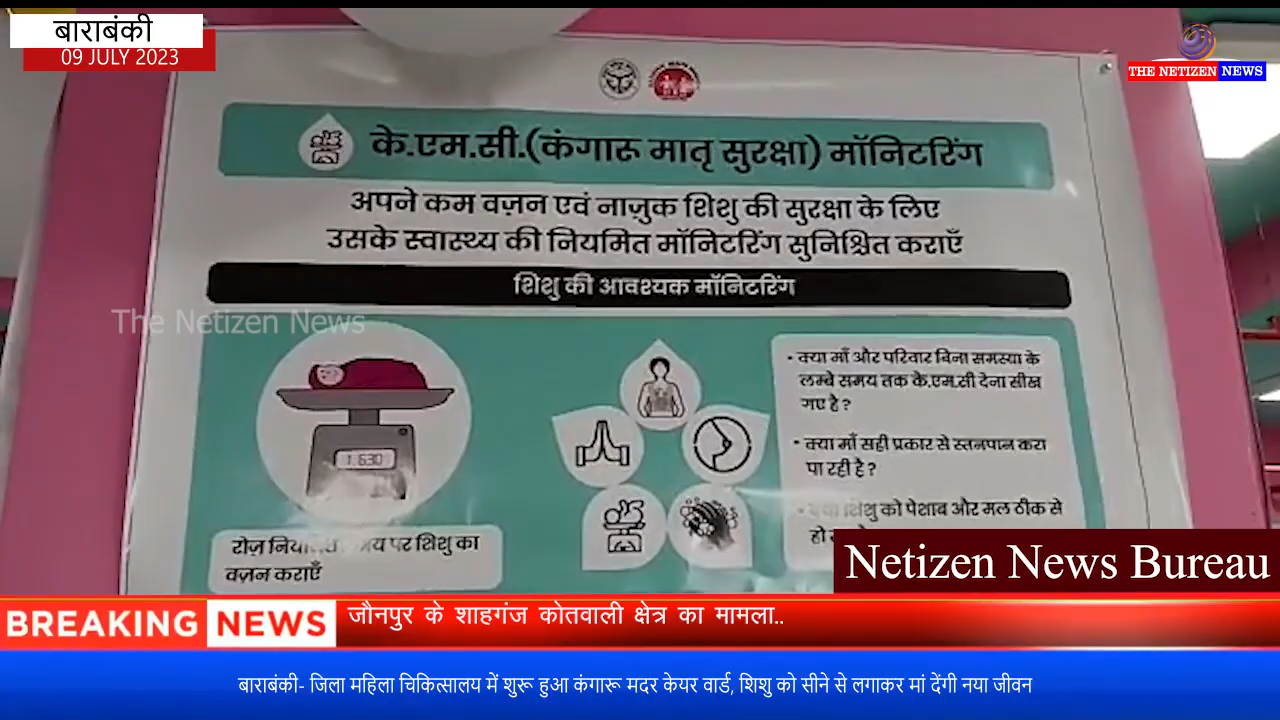 बाराबंकी
09 JULY 2023
THE NETIZEN NEWS
के.एम.सी.(कंगारू मातृ सुरक्षा) मॉनिटरिंग
अपने कम वज़न एवं नाज़ुक शिशु की सुरक्षा के लिए
उसके स्वास्थ्य की नियमित मॉनिटरिंग सुनिश्चित कराएँ
शिशु की आवश्यक मॉनिटरिंग
The Netizen News
1.630
रोज़ पर शिशु का
वज़न कराएँ
• क्या माँ और परिवार बिना समस्या के
लम्बे समय तक के.एम.सी देना सीख
गए है ?
• क्या माँ सही प्रकार से स्तनपान करा
पा रही है ?
शिशु को पेशाब और मल ठीक से
हो
Netizen News Bureau
BREAKING NEWS
जौनपुर के शाहगंज कोतवाली क्षेत्र का मामला..
बाराबंकी- जिला महिला चिकित्सालय में शुरू हुआ कंगारू मदर केयर वार्ड, शिशु को सीने से लगाकर मां देंगी नया जीवन